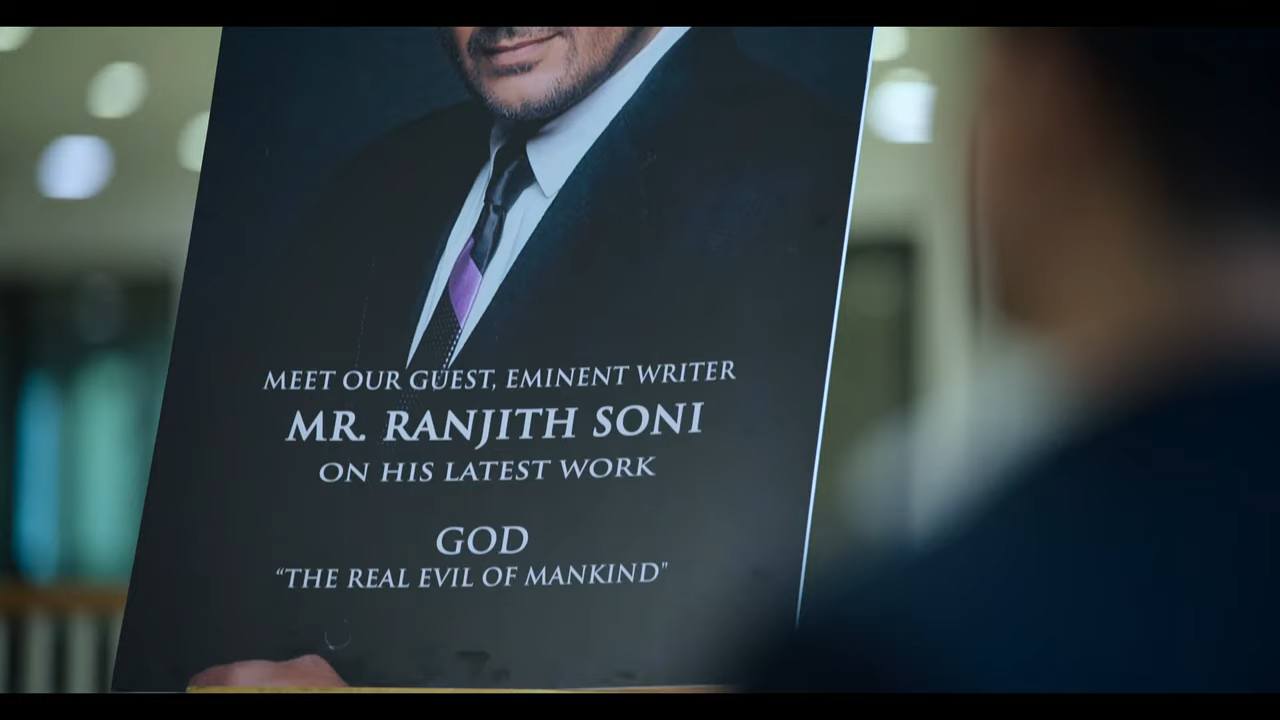 MEET OUR GUEST, EMINENT WRITER
MR. RANJITH SONI
ON HIS LATEST WORK
GOD
“THE REAL EVIL OF MANKIND"